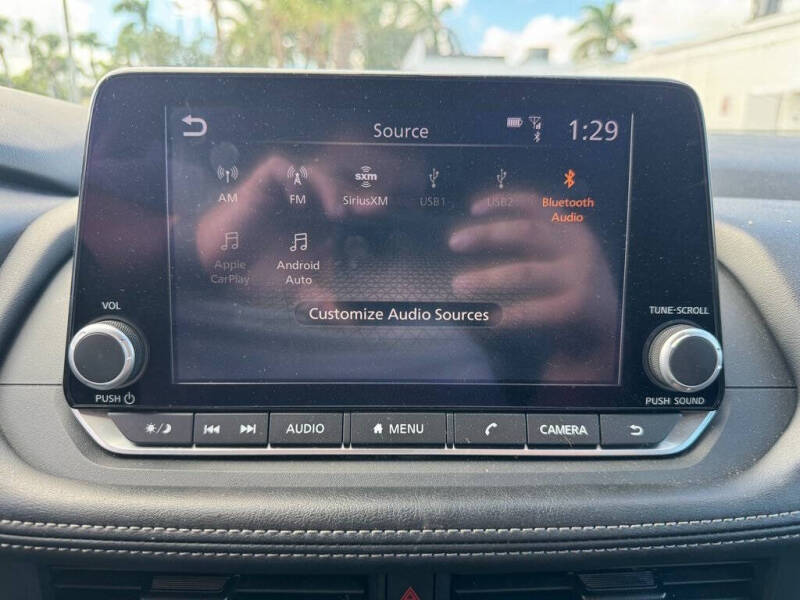 Source
1:29
AM
FM
sxm
SiriusXM
USB1
USB2
Bluetooth
Audio
Apple
CarPlay
Android
Auto
Customize Audio Sources
VOL
PUSH
TUNE·SCROLL
PUSH SOUND
AUDIO
MENU
CAMERA